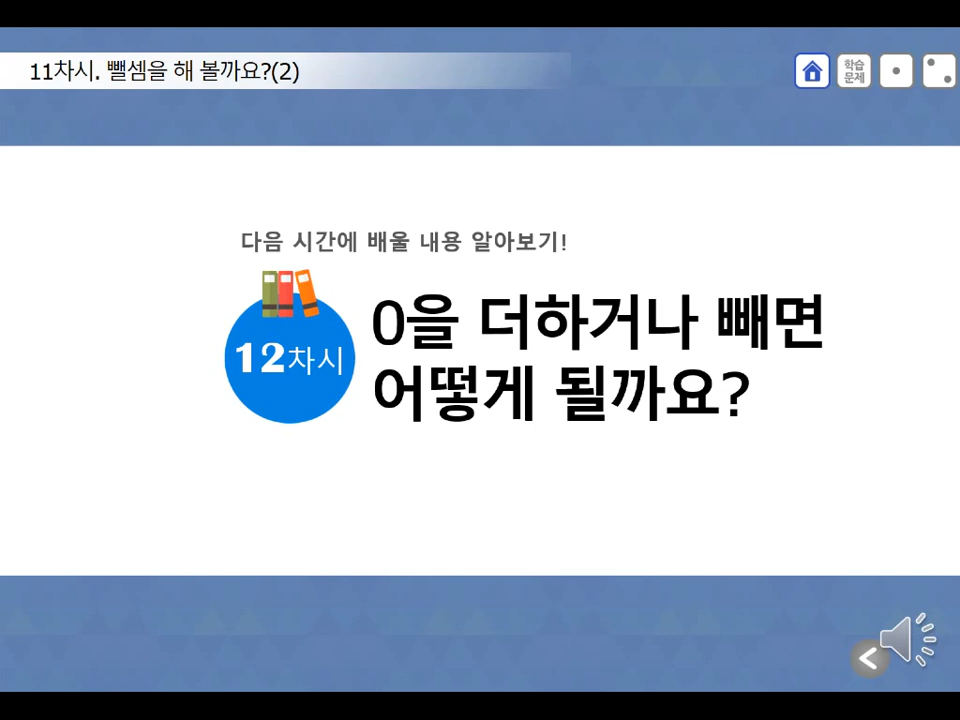 11차시. 뺄셈을 해 볼까요?(2)
학습
문제
다음 시간에 배울 내용 알아보기!
12차시
0을 더하거나 빼면
어떻게 될까요?